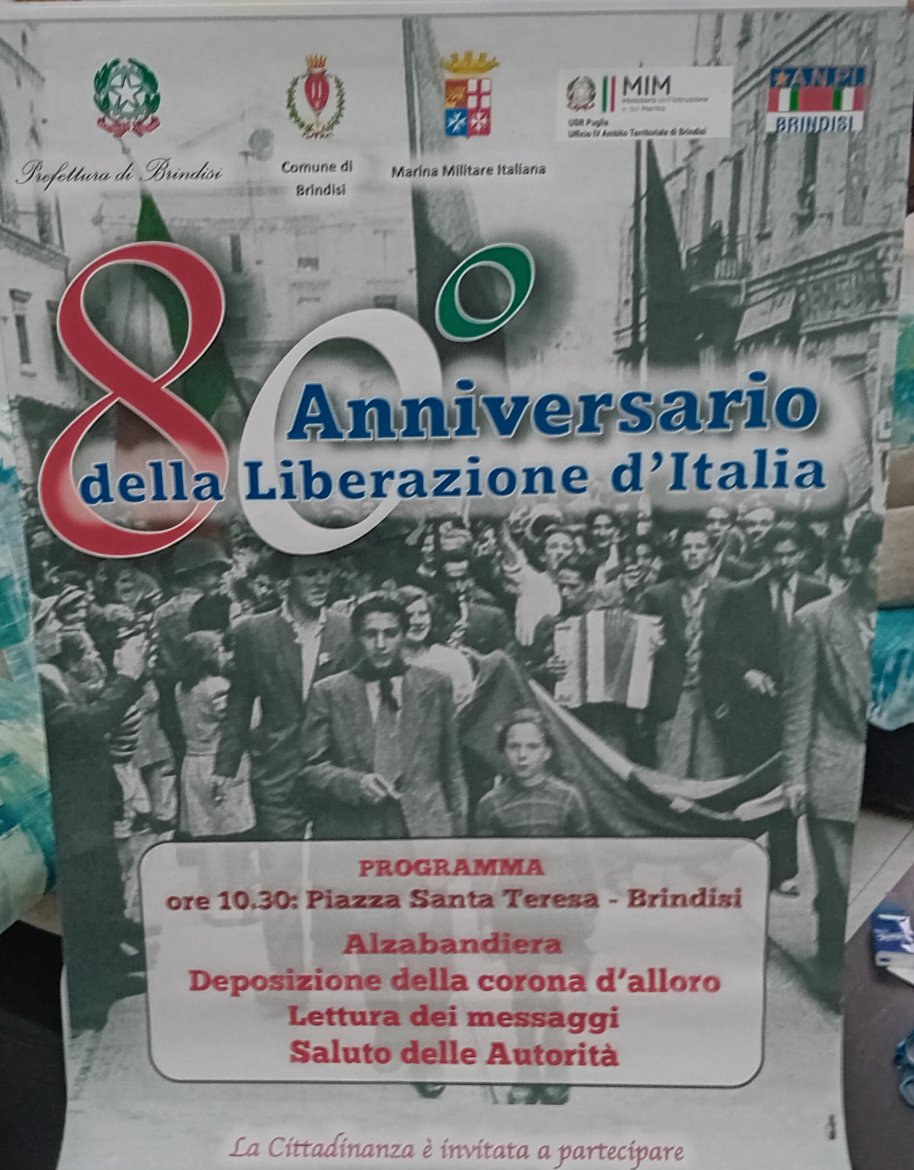 Prefettura di Brindisi
Comune di
Brindisi
Marina Militare Italiana
MIM
Ministero dell'Istruzione
e del Merito
USR Puglia
Ufficio IV Ambito Territoriale di Brindisi
A.N.P.I.
BRINDISI
80°
Anniversario
della Liberazione d'Italia
PROGRAMMA
ore 10.30: Piazza Santa Teresa - Brindisi
Alzabandiera
Deposizione della corona d'alloro
Lettura dei messaggi
Saluto delle Autorità
La Cittadinanza è invitata a partecipare